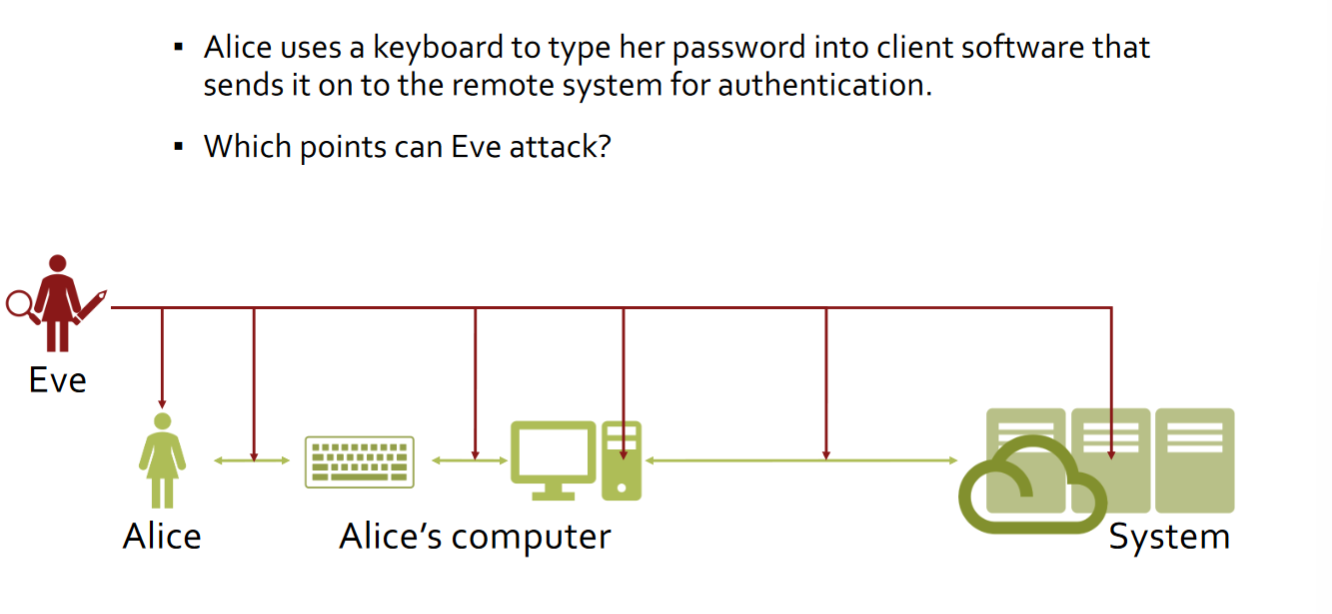 ▪ Alice uses a keyboard to type her password into client software that
sends it on to the remote system for authentication.
▪ Which points can Eve attack?
Eve
Alice
Alice's computer
System